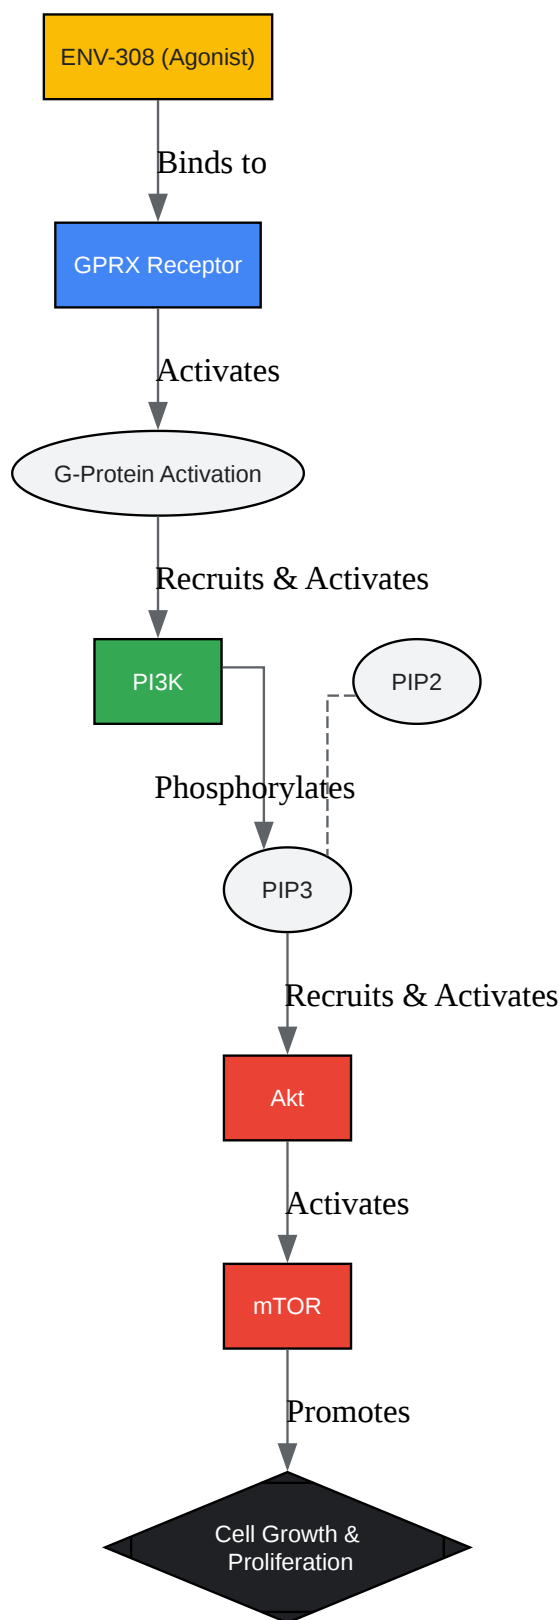 ENV-308 (Agonist)
Binds to
GPRX Receptor
Activates
G-Protein Activation
Recruits & Activates
PI3K
PIP2
Phosphorylates
PIP3
Recruits & Activates
Akt
Activates
mTOR
Promotes
Cell Growth &
Proliferation